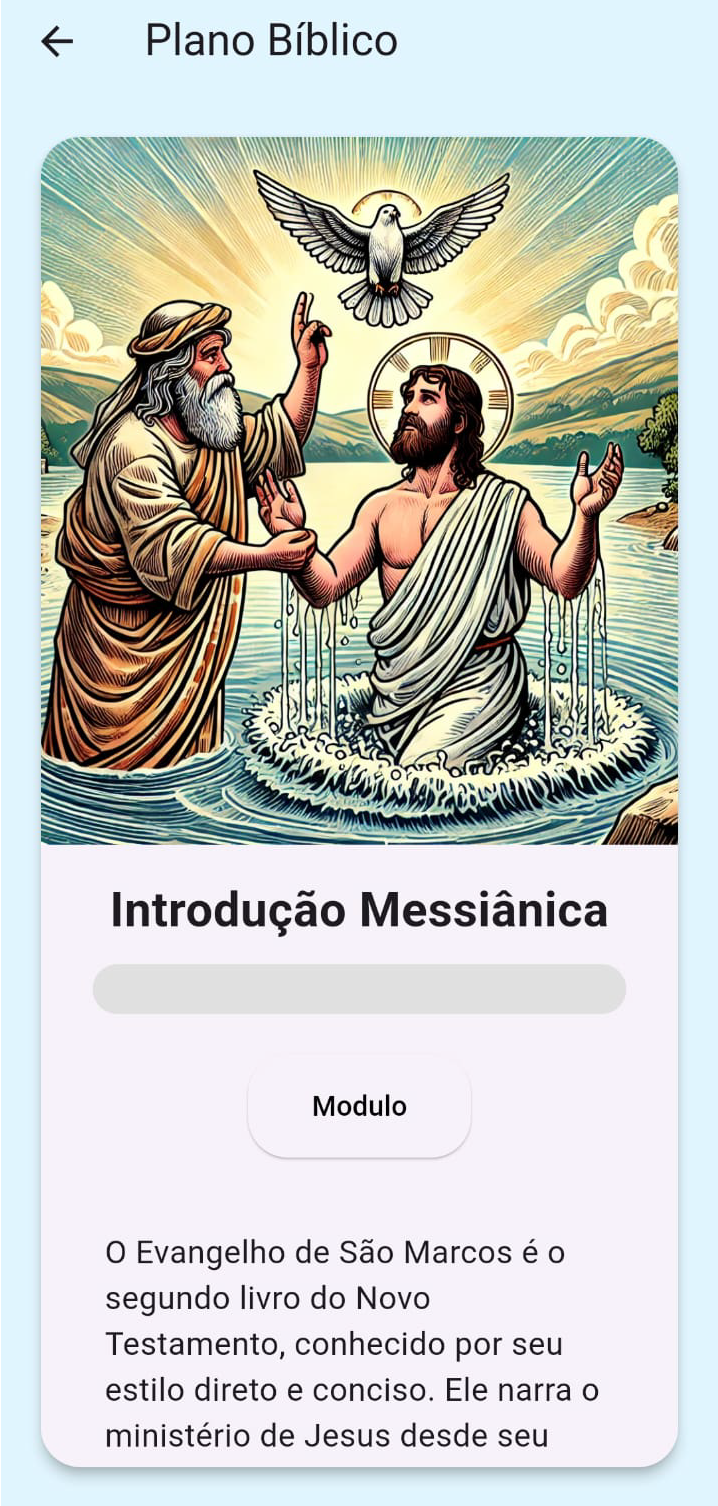 Plano Bíblico
Introdução Messiânica
Modulo
O Evangelho de São Marcos é o
segundo livro do Novo
Testamento, conhecido por seu
estilo direto e conciso. Ele narra o
ministério de Jesus desde seu